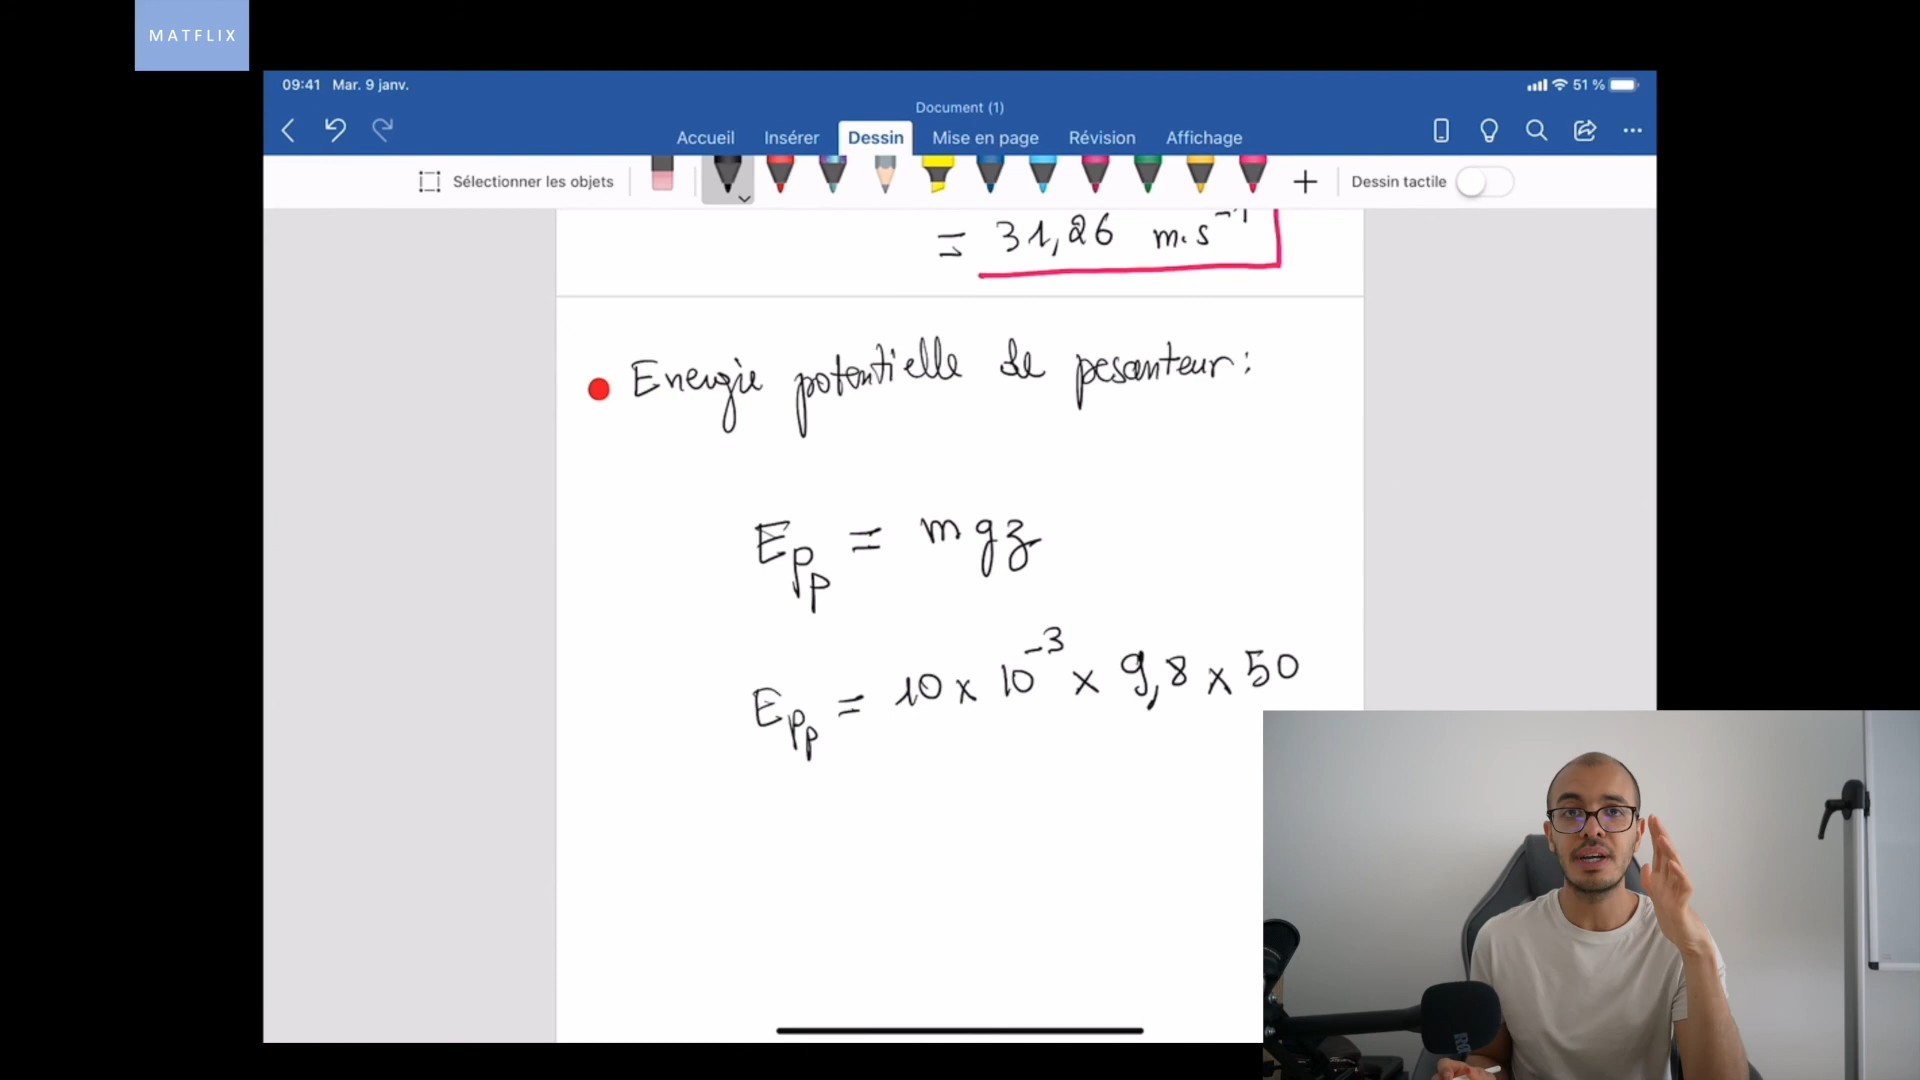 MATFLIX
09:41 Mar. 9 janv.
51 %
Document (1)
Accueil Insérer Dessin Mise en page Révision Affichage
Sélectionner les objets
Dessin tactile
= 31,26 m.s⁻¹
• Energie potentielle de pesanteur :
Epp = mgz
Epp = 10 x 10⁻³ x 9,8 x 50